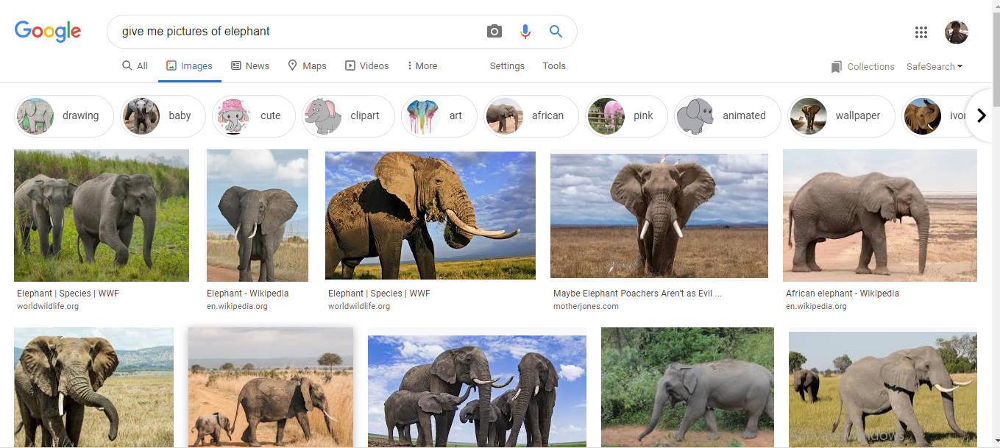 Google
give me pictures of elephant
All Images News Maps Videos More Settings Tools
Collections SafeSearch
drawing baby cute clipart art african pink animated wallpaper
Elephant | Species | WWF
worldwildlife.org
Elephant - Wikipedia
en.wikipedia.org
Elephant | Species | WWF
worldwildlife.org
Maybe Elephant Poachers Aren't as Evil ...
motherjones.com
African elephant - Wikipedia
en.wikipedia.org
Activate Windows